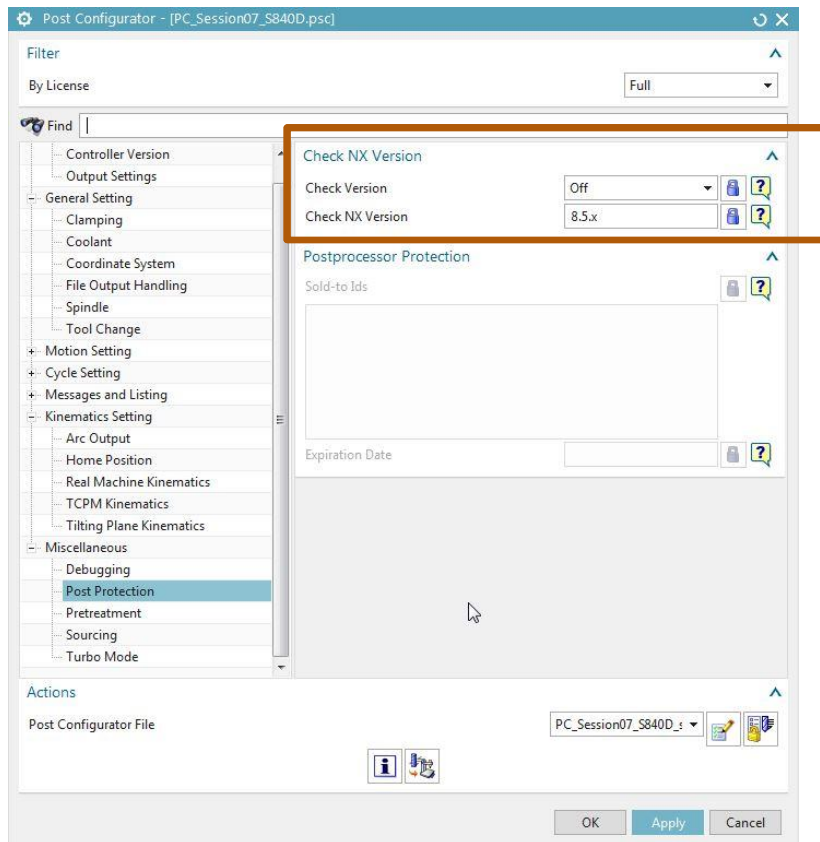 Post Configurator - [PC_Session07_S840D.psc]
Filter
By License
Full
Find
Controller Version
Output Settings
General Setting
Clamping
Coolant
Coordinate System
File Output Handling
Spindle
Tool Change
Motion Setting
Cycle Setting
Messages and Listing
Kinematics Setting
Arc Output
Home Position
Real Machine Kinematics
TCPM Kinematics
Tilting Plane Kinematics
Miscellaneous
Debugging
Post Protection
Pretreatment
Sourcing
Turbo Mode
Check NX Version
Check Version
Off
Check NX Version
8.5.x
Postprocessor Protection
Sold-to Ids
Expiration Date
Actions
Post Configurator File
PC_Session07_S840D_s
OK
Apply
Cancel